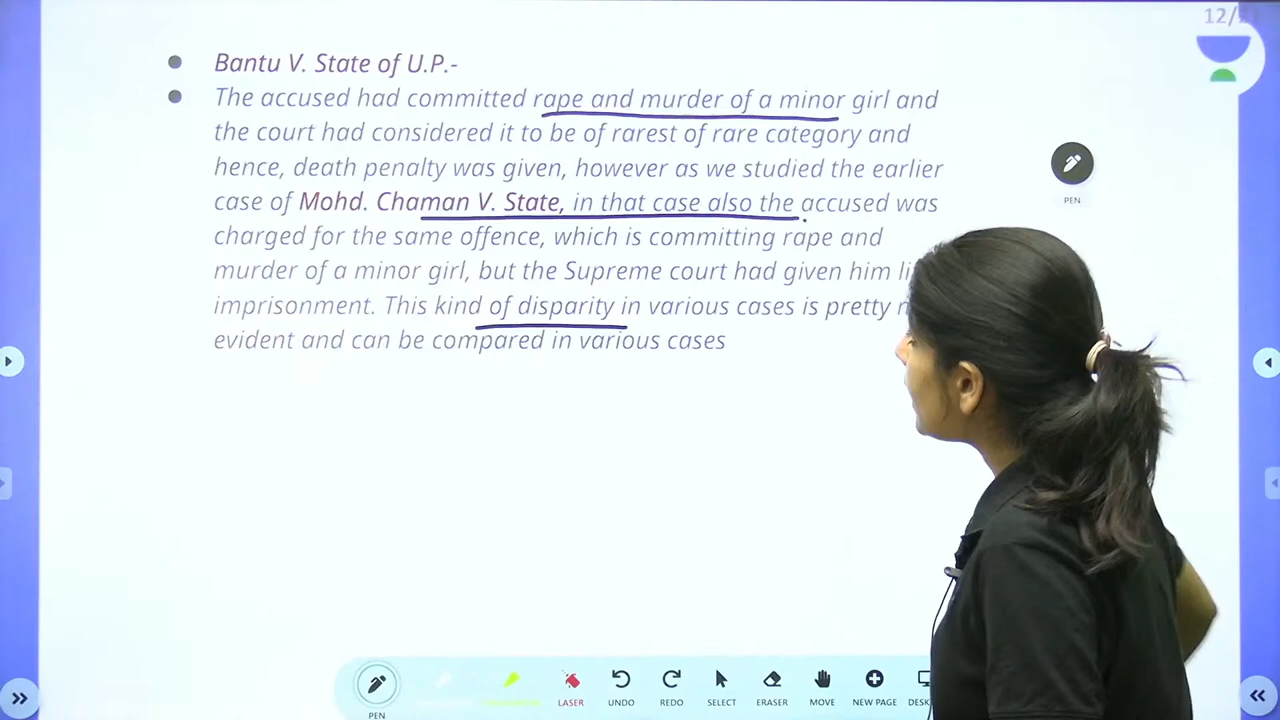 12/
Bantu V. State of U.P.-
The accused had committed rape and murder of a minor girl and
the court had considered it to be of rarest of rare category and
hence, death penalty was given, however as we studied the earlier
case of Mohd. Chaman V. State, in that case also the accused was
charged for the same offence, which is committing rape and
murder of a minor girl, but the Supreme court had given him
imprisonment. This kind of disparity in various cases is pretty
evident and can be compared in various cases
PEN
PEN
LASER
UNDO
REDO
SELECT
ERASER
MOVE
NEW PAGE